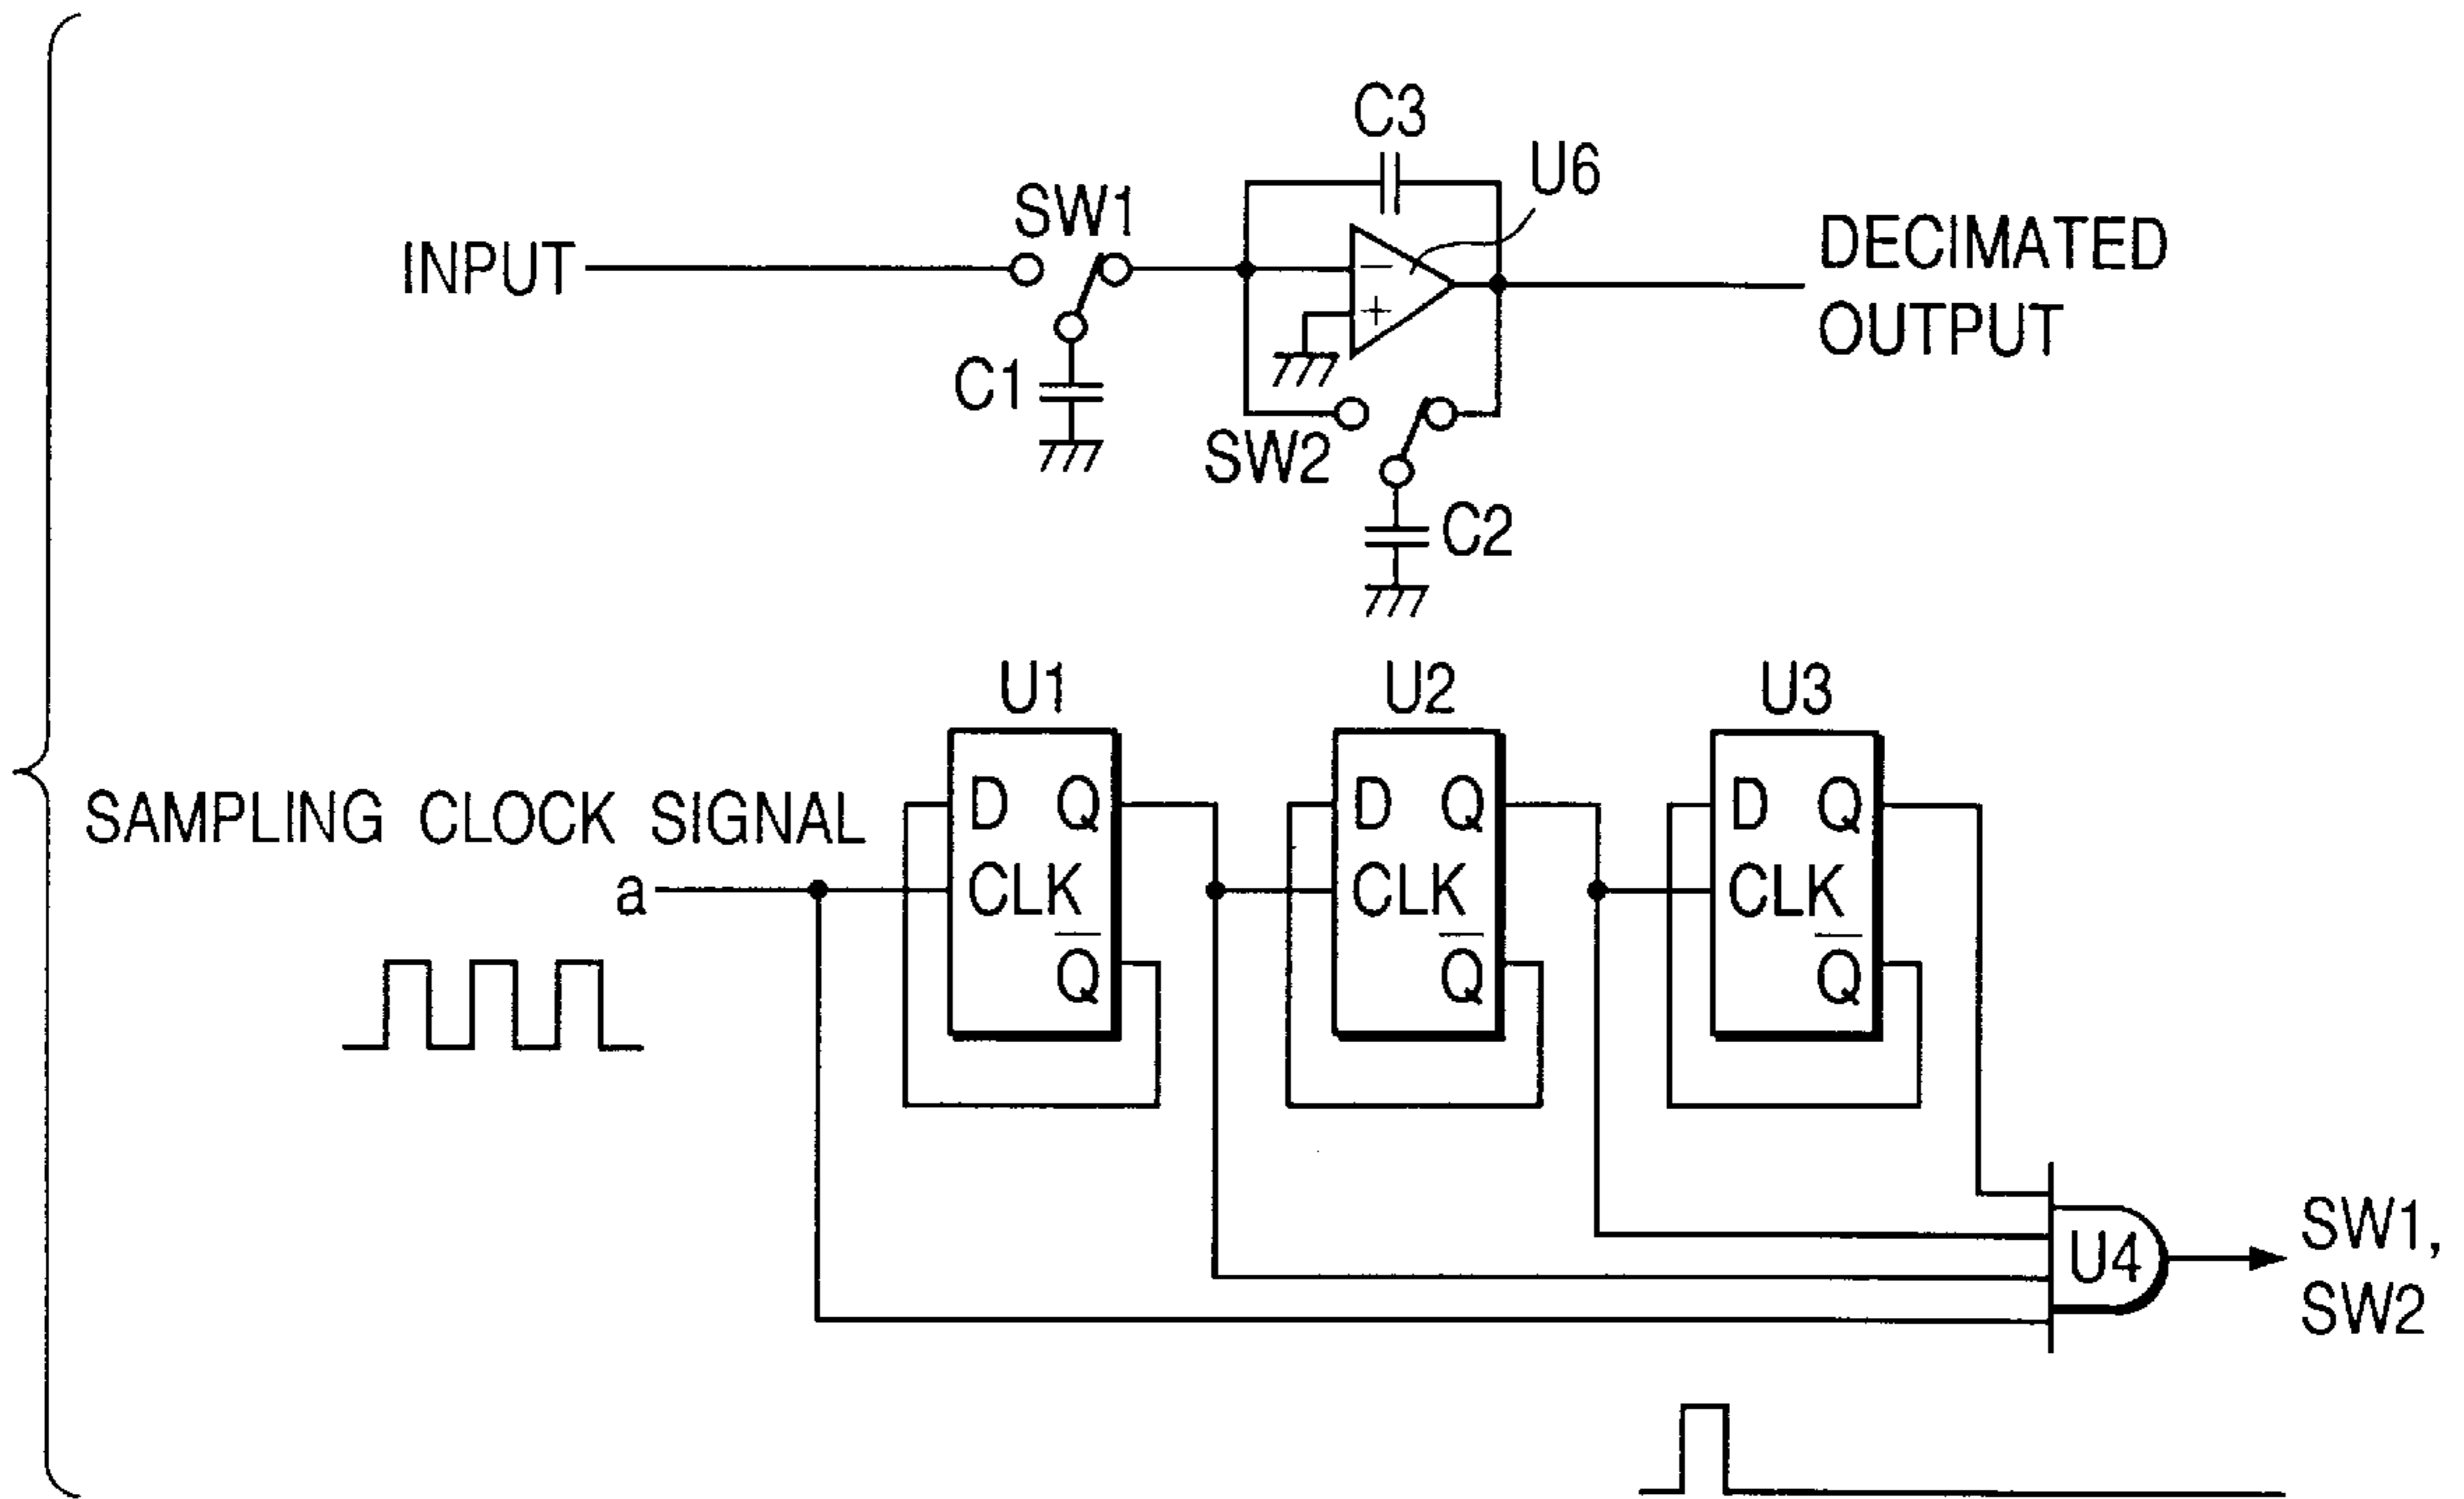 C3
U6
SW1
INPUT
DECIMATED
OUTPUT
−
+
C1
SW2
C2
U1
U2
U3
D Q
D Q
D Q
SAMPLING CLOCK SIGNAL
a
CLK
CLK
CLK
Q̅
Q̅
Q̅
U4
SW1,
SW2